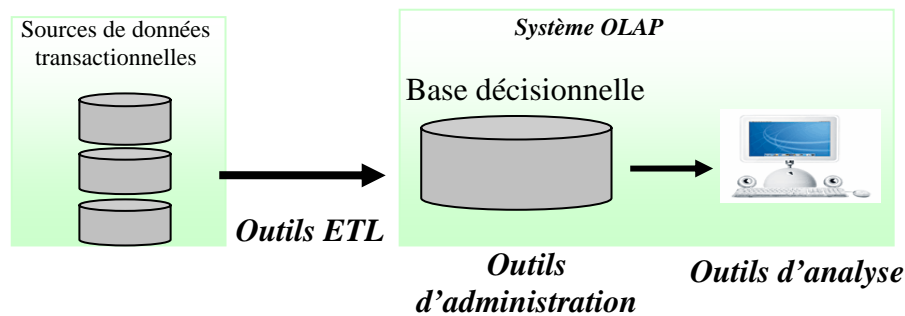 Sources de données
transactionnelles
Système OLAP
Base décisionnelle
Outils ETL
Outils
d’administration
Outils d’analyse